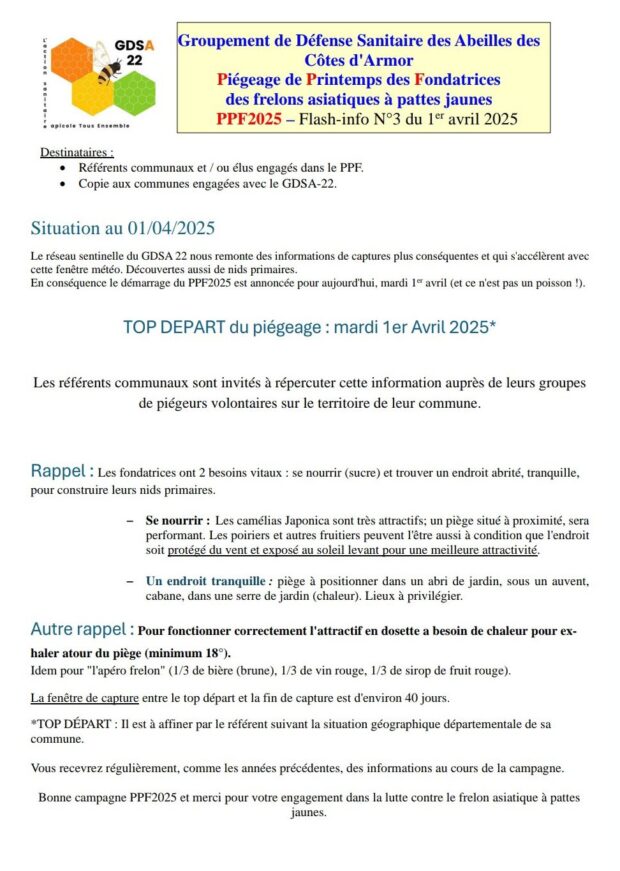 L'action sanitaire
GDSA
22
apicole Tous Ensemble
Groupement de Défense Sanitaire des Abeilles des
Côtes d'Armor
Piégeage de Printemps des Fondatrices
des frelons asiatiques à pattes jaunes
PPF2025 – Flash-info N°3 du 1er avril 2025
Destinataires :
• Référents communaux et / ou élus engagés dans le PPF.
• Copie aux communes engagées avec le GDSA-22.
Situation au 01/04/2025
Le réseau sentinelle du GDSA 22 nous remonte des informations de captures plus conséquentes et qui s'accélèrent avec
cette fenêtre météo. Découvertes aussi de nids primaires.
En conséquence le démarrage du PPF2025 est annoncée pour aujourd'hui, mardi 1er avril (et ce n'est pas un poisson !).
TOP DEPART du piégeage : mardi 1er Avril 2025*
Les référents communaux sont invités à répercuter cette information auprès de leurs groupes
de piégeurs volontaires sur le territoire de leur commune.
Rappel : Les fondatrices ont 2 besoins vitaux : se nourrir (sucre) et trouver un endroit abrité, tranquille,
pour construire leurs nids primaires.
– Se nourrir : Les camélias Japonica sont très attractifs; un piège situé à proximité, sera
performant. Les poiriers et autres fruitiers peuvent l'être aussi à condition que l'endroit
soit protégé du vent et exposé au soleil levant pour une meilleure attractivité.
– Un endroit tranquille : piège à positionner dans un abri de jardin, sous un auvent,
cabane, dans une serre de jardin (chaleur). Lieux à privilégier.
Autre rappel : Pour fonctionner correctement l'attractif en dosette a besoin de chaleur pour ex-
haler atour du piège (minimum 18°).
Idem pour "l'apéro frelon" (1/3 de bière (brune), 1/3 de vin rouge, 1/3 de sirop de fruit rouge).
La fenêtre de capture entre le top départ et la fin de capture est d'environ 40 jours.
*TOP DÉPART : Il est à affiner par le référent suivant la situation géographique départementale de sa
commune.
Vous recevrez régulièrement, comme les années précédentes, des informations au cours de la campagne.
Bonne campagne PPF2025 et merci pour votre engagement dans la lutte contre le frelon asiatique à pattes
jaunes.